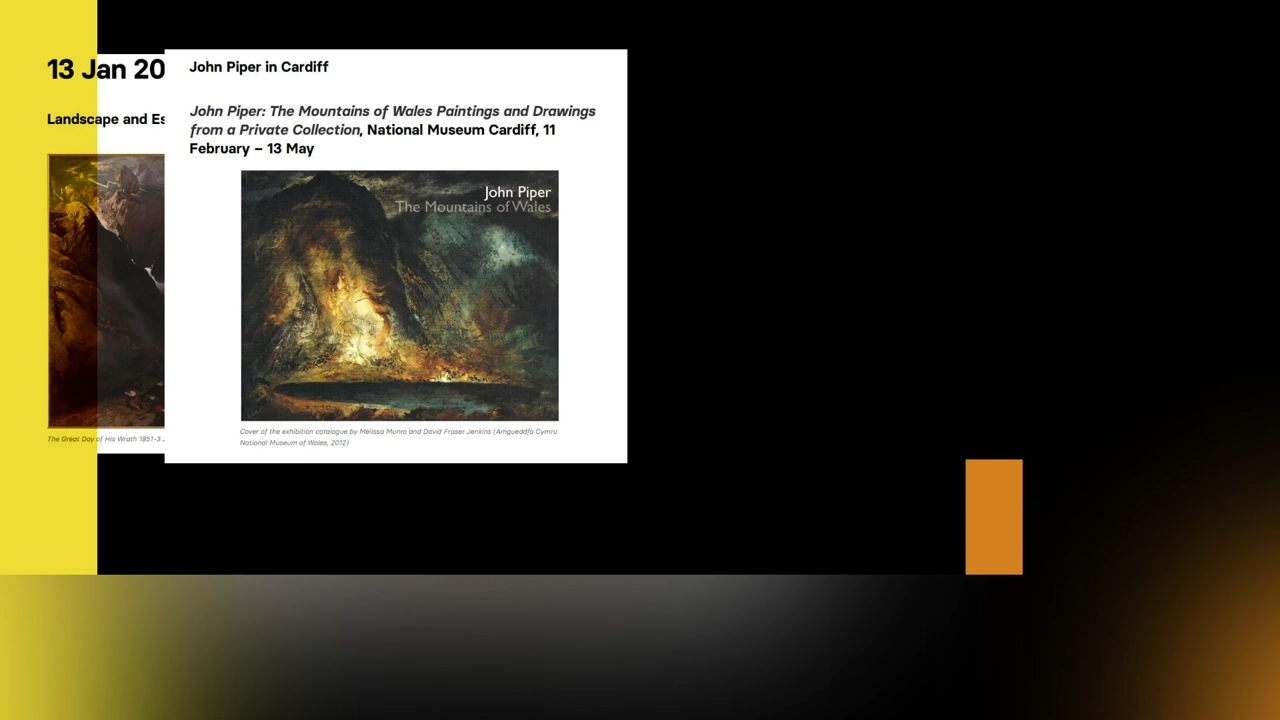 13 Jan 20
Landscape and Es
The Great Day of His Wrath 1851-3
John Piper in Cardiff
John Piper: The Mountains of Wales Paintings and Drawings
from a Private Collection, National Museum Cardiff, 11
February – 13 May
John Piper
The Mountains of Wales
Cover of the exhibition catalogue by Melissa Munro and David Fraser Jenkins (Amgueddfa Cymru
National Museum of Wales, 2012)